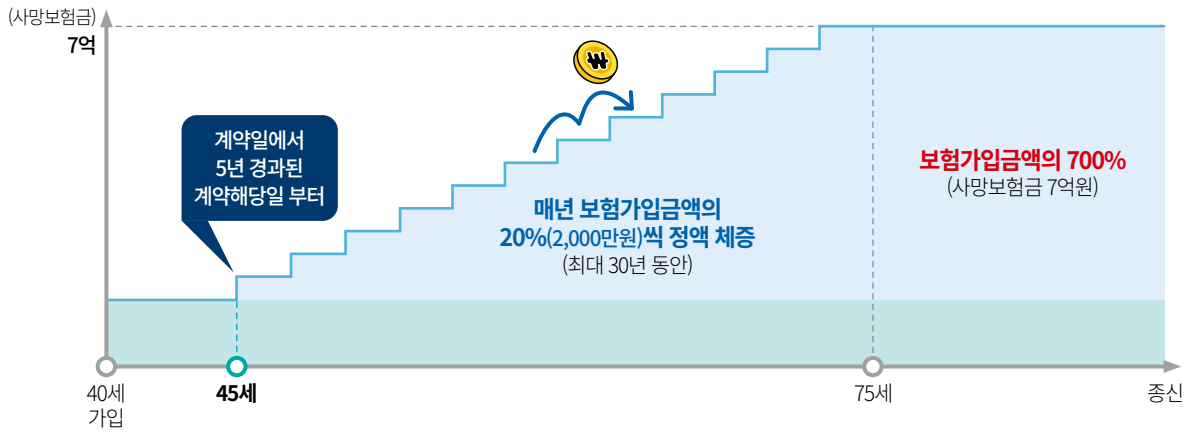 (사망보험금)
7억
계약일에서
5년 경과된
계약해당일 부터
₩
매년 보험가입금액의
20%(2,000만원)씩 정액 체증
(최대 30년 동안)
보험가입금액의 700%
(사망보험금 7억원)
40세
가입
45세
75세
종신